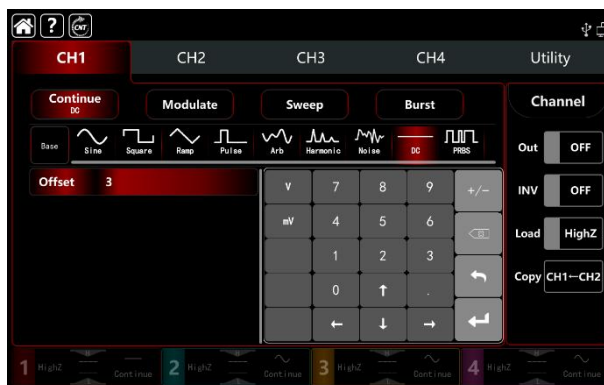 ? CNT
CH1 CH2 CH3 CH4 Utility
Continue
DC
Modulate Sweep Burst Channel
Base Sine Square Ramp Pulse Arb Harmonic Noise DC PRBS
Out OFF
Offset 3
V 7 8 9 +/-
INV OFF
mV 4 5 6
Load HighZ
1 2 3
Copy CH1←CH2
0 ↑ .
← ↓ →
1 HighZ Continue 2 HighZ Continue 3 HighZ Continue 4 HighZ Continue